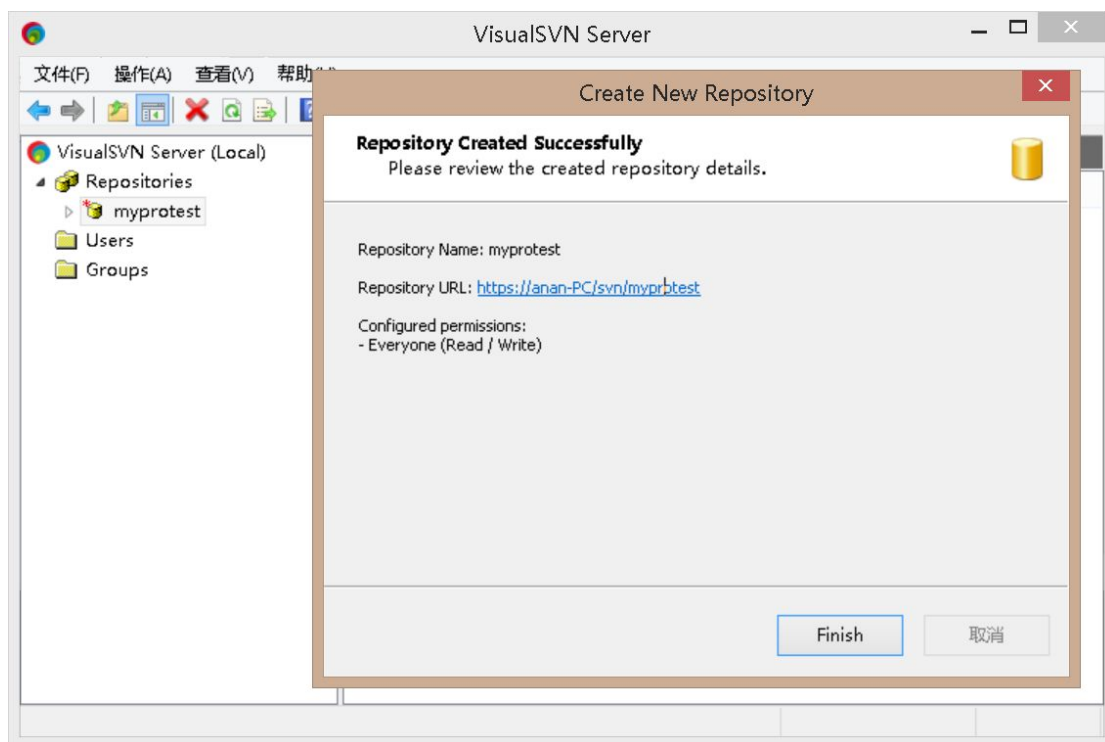 VisualSVN Server
文件(F) 操作(A) 查看(V) 帮助
Create New Repository
VisualSVN Server (Local)
Repositories
myprotest
Users
Groups
Repository Created Successfully
Please review the created repository details.
Repository Name: myprotest
Repository URL: https://anan-PC/svn/myprotest
Configured permissions:
- Everyone (Read / Write)
Finish 取消